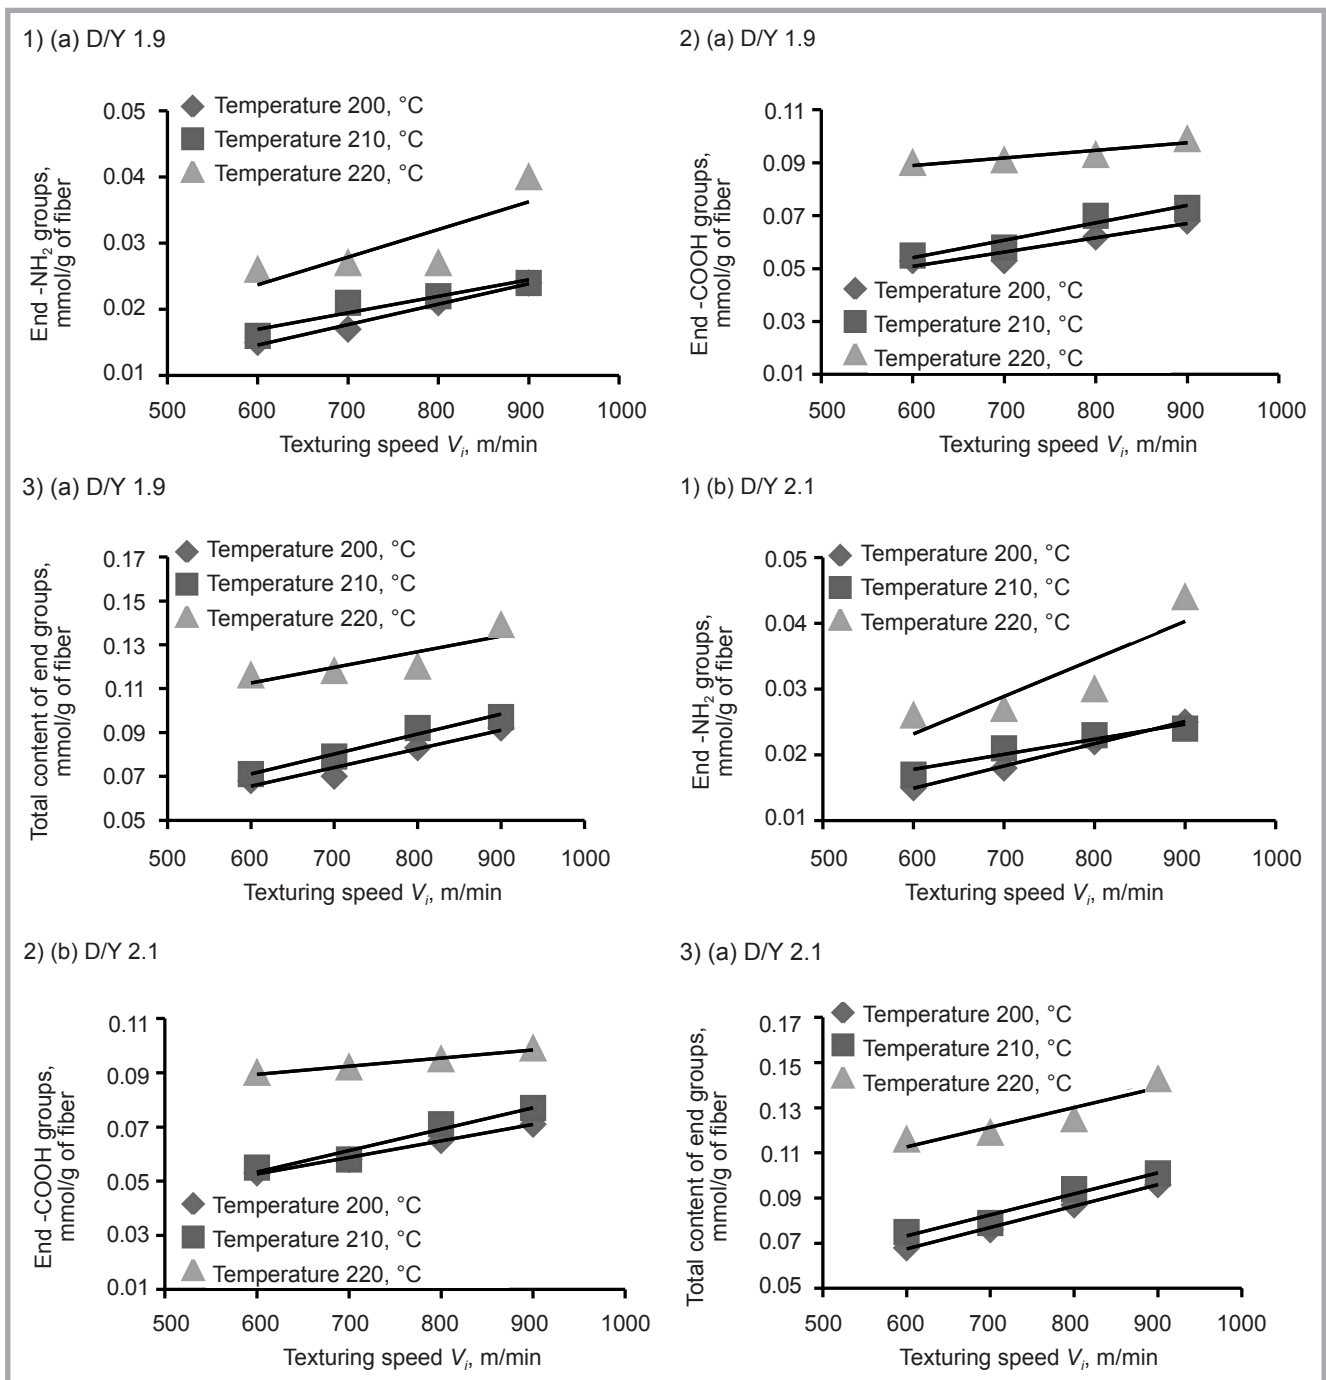 1) (a) D/Y 1.9
End -NH₂ groups,
mmol/g of fiber
0.05
0.04
0.03
0.02
0.01
Temperature 200, °C
Temperature 210, °C
Temperature 220, °C
500 600 700 800 900 1000
Texturing speed Vᵢ, m/min
2) (a) D/Y 1.9
End -COOH groups,
mmol/g of fiber
0.11
0.09
0.07
0.05
0.03
0.01
Temperature 200, °C
Temperature 210, °C
Temperature 220, °C
500 600 700 800 900 1000
Texturing speed Vᵢ, m/min
3) (a) D/Y 1.9
Total content of end groups,
mmol/g of fiber
0.17
0.15
0.13
0.11
0.09
0.07
0.05
Temperature 200, °C
Temperature 210, °C
Temperature 220, °C
500 600 700 800 900 1000
Texturing speed Vᵢ, m/min
1) (b) D/Y 2.1
End -NH₂ groups,
mmol/g of fiber
0.05
0.04
0.03
0.02
0.01
Temperature 200, °C
Temperature 210, °C
Temperature 220, °C
500 600 700 800 900 1000
Texturing speed Vᵢ, m/min
2) (b) D/Y 2.1
End -COOH groups,
mmol/g of fiber
0.11
0.09
0.07
0.05
0.03
0.01
Temperature 200, °C
Temperature 210, °C
Temperature 220, °C
500 600 700 800 900 1000
Texturing speed Vᵢ, m/min
3) (a) D/Y 2.1
Total content of end groups,
mmol/g of fiber
0.17
0.15
0.13
0.11
0.09
0.07
0.05
Temperature 200, °C
Temperature 210, °C
Temperature 220, °C
500 600 700 800 900 1000
Texturing speed Vᵢ, m/min